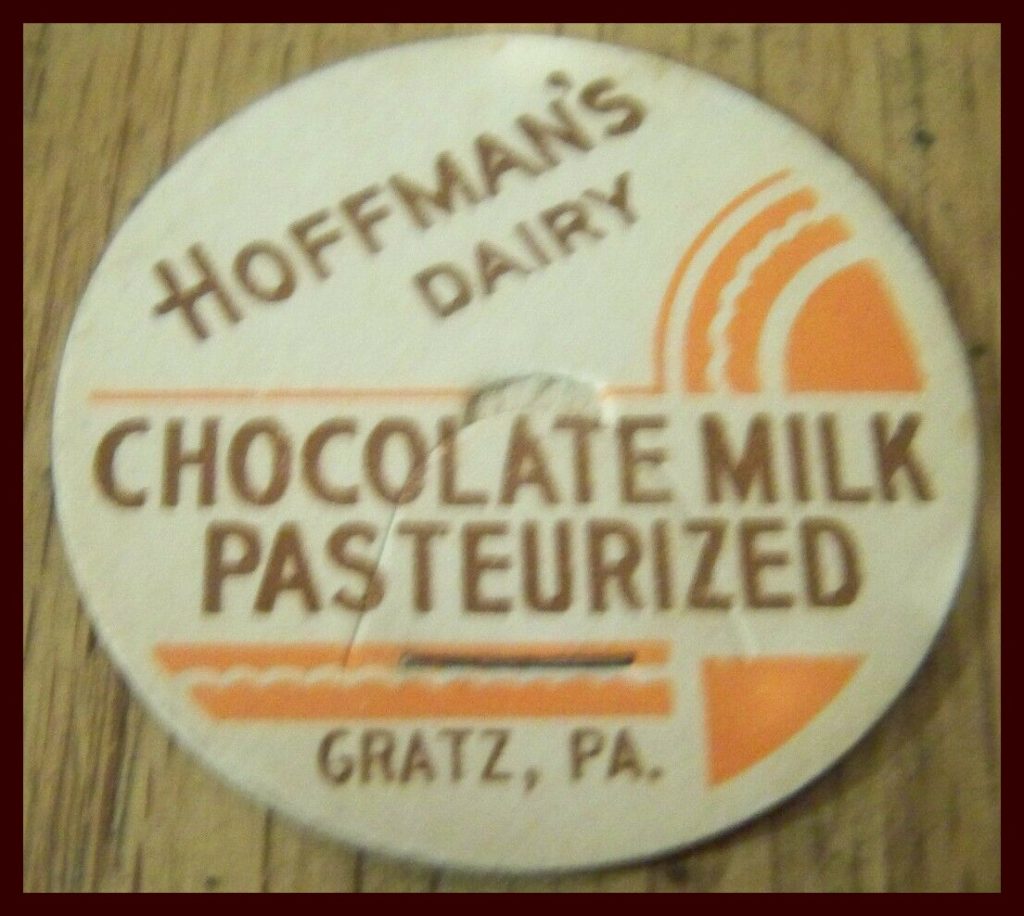 HOFFMAN'S
DAIRY
CHOCOLATE MILK
PASTEURIZED
GRATZ, PA.